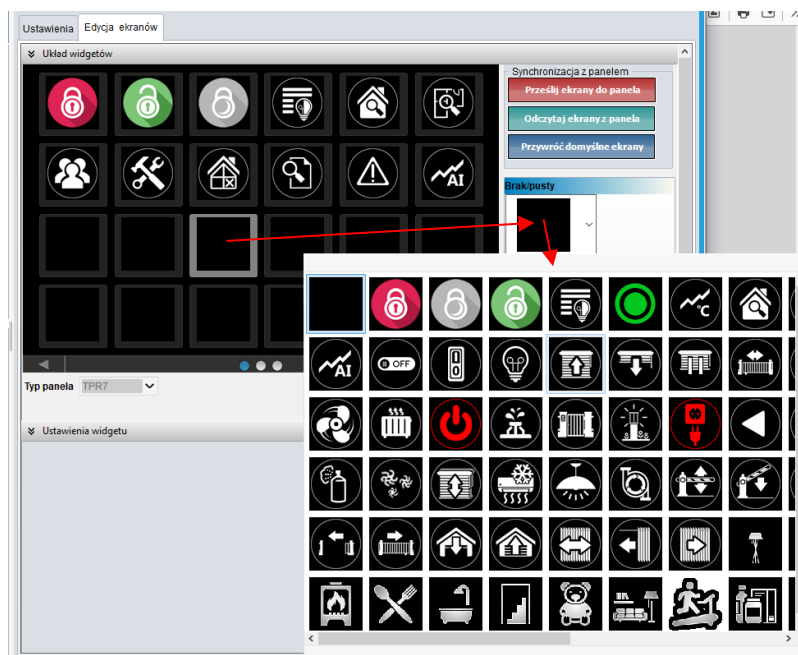 Ustawienia
Edycja ekranów
Układ widgetów
Synchronizacja z panelem
Prześlij ekrany do panela
Odczytaj ekrany z panela
Przywróć domyślne ekrany
Brak/pusty
AI
Typ panela
TPR7
Ustawienia widgetu
°C
AI
OFF